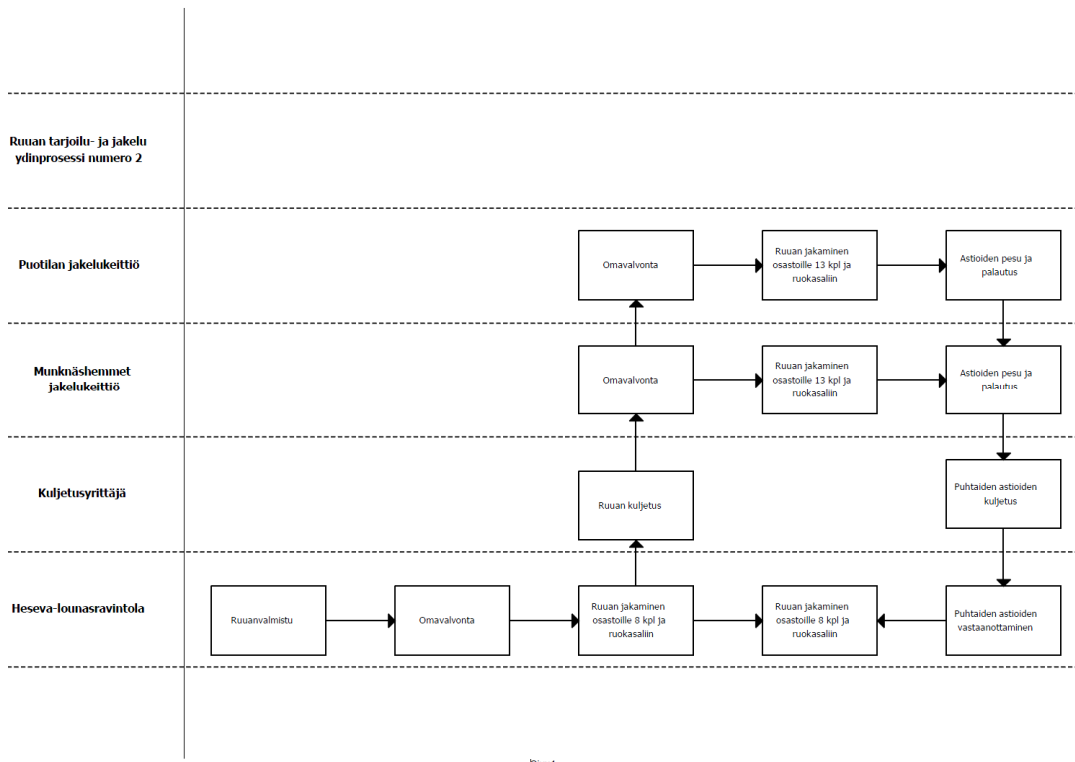 Ruuan tarjoilu- ja jakelu
ydinprosessi numero 2
Puotilan jakelukeittiö
Omavalvonta
Ruuan jakaminen
osastoille 13 kpl ja
ruokasaliin
Astioiden pesu ja
palautus
Munknäshemmet
jakelukeittiö
Omavalvonta
Ruuan jakaminen
osastoille 13 kpl ja
ruokasaliin
Astioiden pesu ja
palautus
Kuljetusyrittäjä
Ruuan kuljetus
Puhtaiden astioiden
kuljetus
Heseva-lounasravintola
Ruuanvalmistu
Omavalvonta
Ruuan jakaminen
osastoille 8 kpl ja
ruokasaliin
Ruuan jakaminen
osastoille 8 kpl ja
ruokasaliin
Puhtaiden astioiden
vastaanottaminen